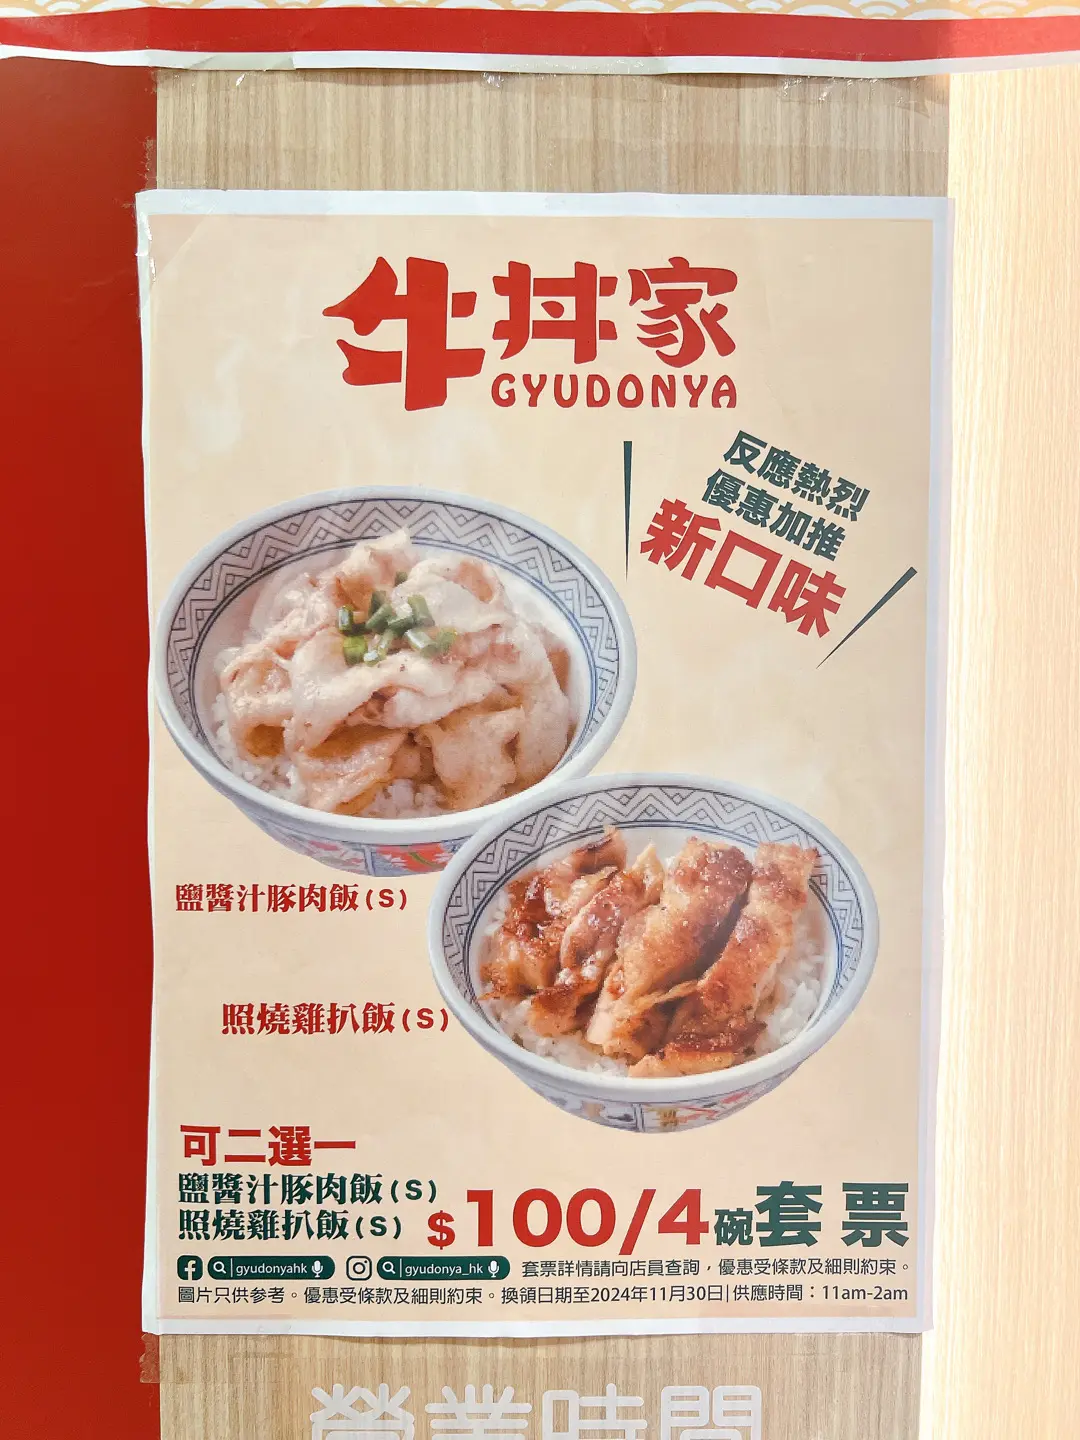 牛丼家
GYUDONYA
反應熱烈
優惠加推
新口味
鹽醬汁豚肉飯(S)
照燒雞扒飯(S)
可二選一
鹽醬汁豚肉飯(S)
照燒雞扒飯(S)
$100/4碗套票
gyudonyahk gyudonya_hk 套票詳情請向店員查詢，優惠受條款及細則約束。
圖片只供參考。優惠受條款及細則約束。換領日期至2024年11月30日|供應時間：11am-2am
營業時間